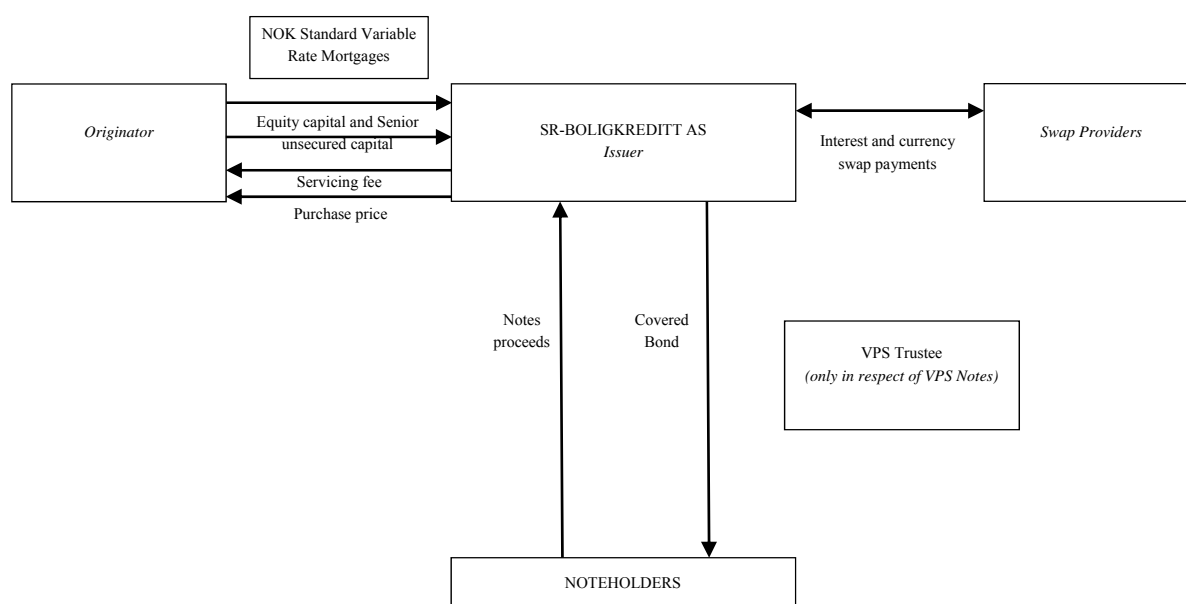 NOK Standard Variable
Rate Mortgages
Originator
Equity capital and Senior
unsecured capital
Servicing fee
Purchase price
SR-BOLIGKREDITT AS
Issuer
Interest and currency
swap payments
Swap Providers
Notes
proceeds
Covered
Bond
VPS Trustee
(only in respect of VPS Notes)
NOTEHOLDERS